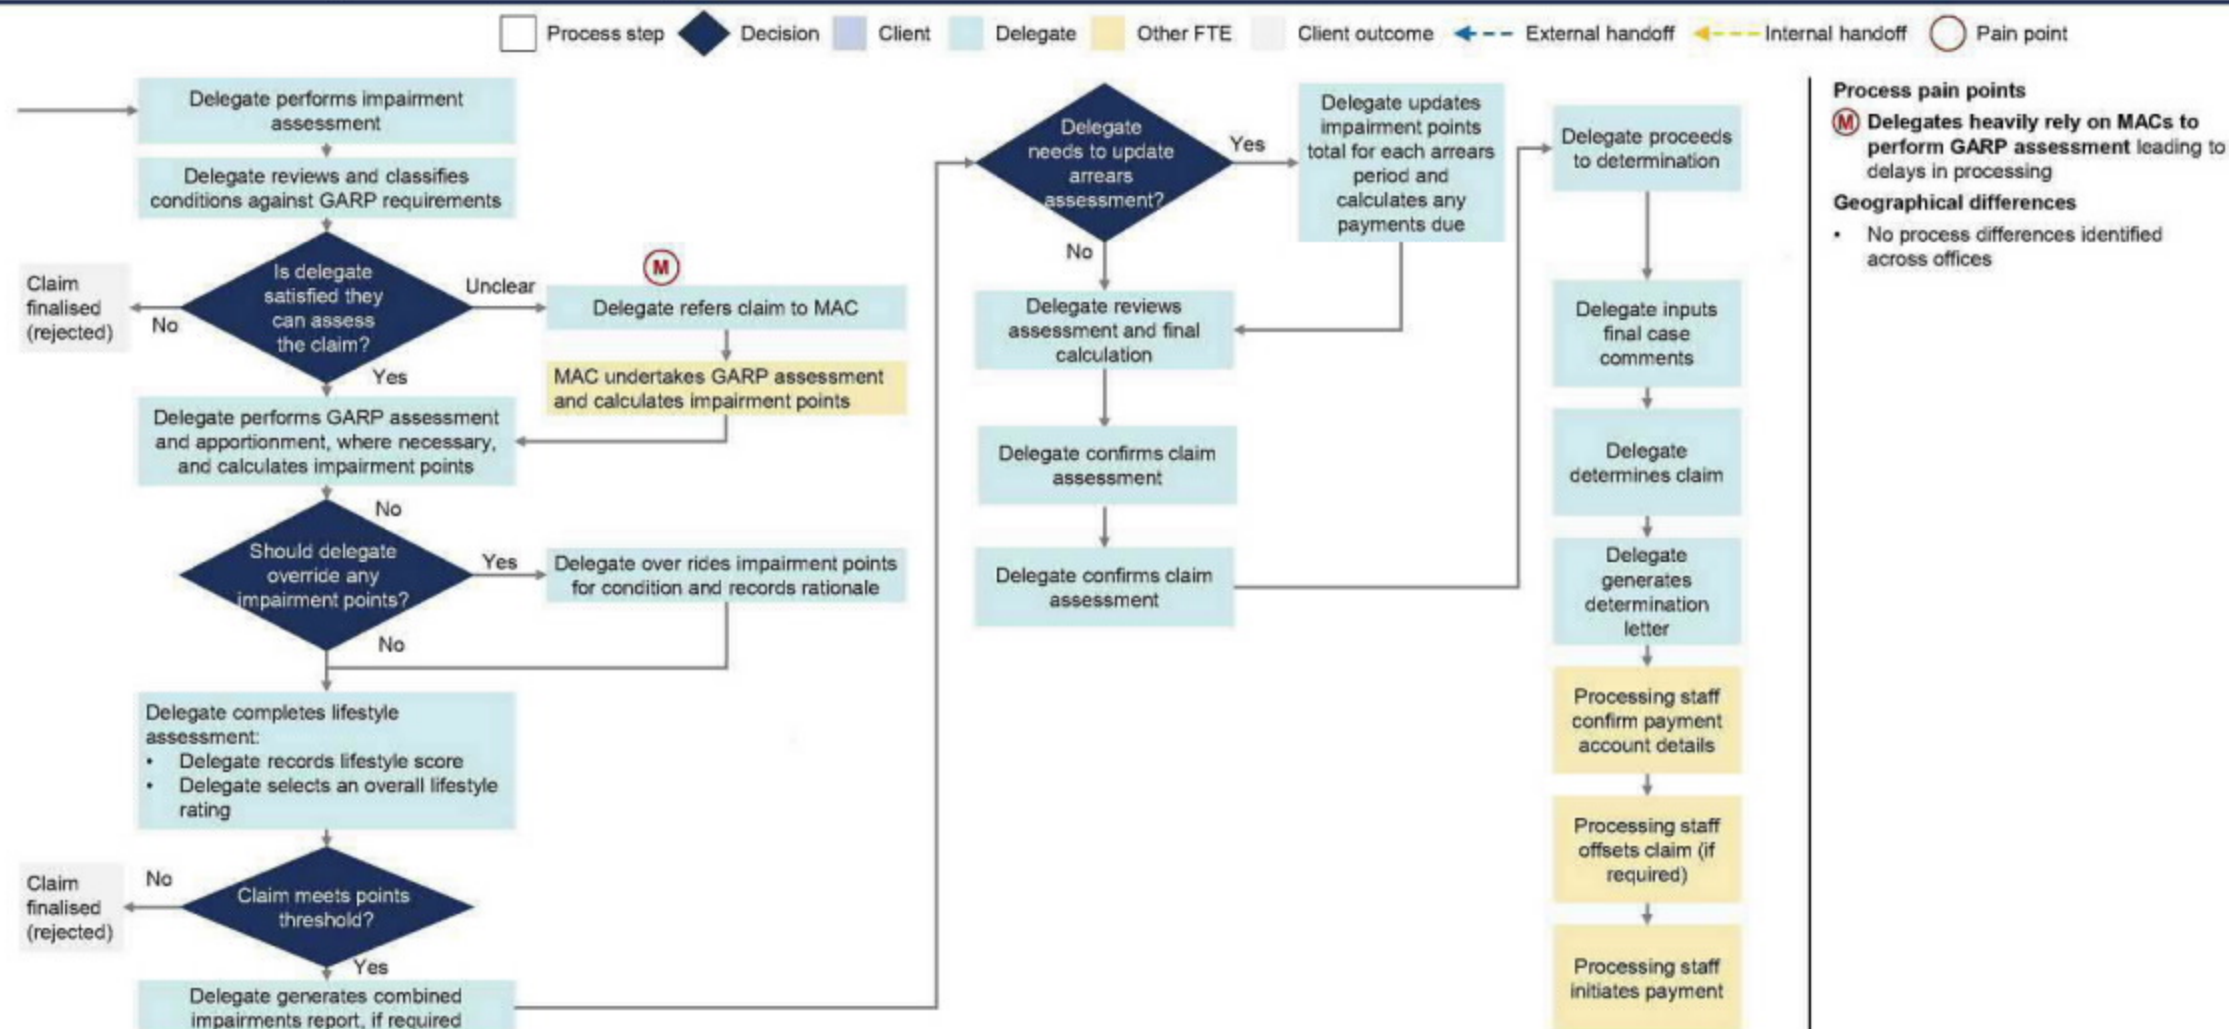 Process step
Decision
Client
Delegate
Other FTE
Client outcome
External handoff
Internal handoff
Pain point
Delegate performs impairment
assessment
Delegate reviews and classifies
conditions against GARP requirements
Is delegate
satisfied they
can assess
the claim?
No
Claim
finalised
(rejected)
Unclear
M
Delegate refers claim to MAC
MAC undertakes GARP assessment
and calculates impairment points
Yes
Delegate performs GARP assessment
and apportionment, where necessary,
and calculates impairment points
No
Should delegate
override any
impairment points?
Yes
Delegate over rides impairment points
for condition and records rationale
No
Delegate completes lifestyle
assessment:
• Delegate records lifestyle score
• Delegate selects an overall lifestyle
rating
Claim meets points
threshold?
No
Claim
finalised
(rejected)
Yes
Delegate generates combined
impairments report, if required
Delegate
needs to update
arrears
assessment?
Yes
Delegate updates
impairment points
total for each arrears
period and
calculates any
payments due
No
Delegate reviews
assessment and final
calculation
Delegate confirms claim
assessment
Delegate confirms claim
assessment
Delegate proceeds
to determination
Delegate inputs
final case
comments
Delegate
determines claim
Delegate
generates
determination
letter
Processing staff
confirm payment
account details
Processing staff
offsets claim (if
required)
Processing staff
initiates payment
Process pain points
M Delegates heavily rely on MACs to
perform GARP assessment leading to
delays in processing
Geographical differences
• No process differences identified
across offices